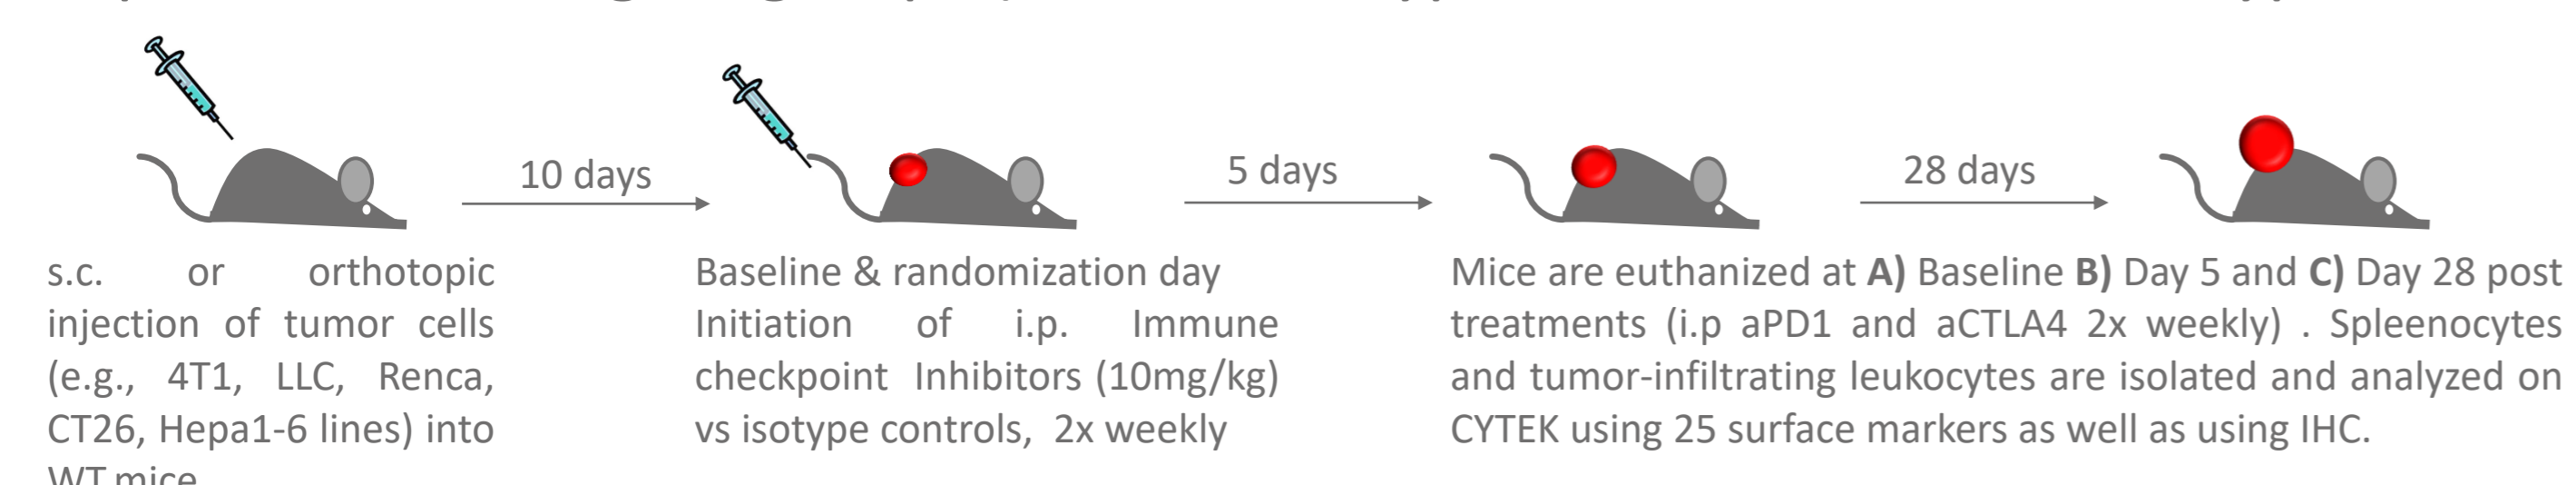 10 days
5 days
28 days
s.c. or orthotopic
injection of tumor cells
(e.g., 4T1, LLC, Renca,
CT26, Hepa1-6 lines) into
WT mice
Baseline & randomization day
Initiation of i.p. Immune
checkpoint Inhibitors (10mg/kg)
vs isotype controls, 2x weekly
Mice are euthanized at A) Baseline B) Day 5 and C) Day 28 post
treatments (i.p aPD1 and aCTLA4 2x weekly) . Spleenocytes
and tumor-infiltrating leukocytes are isolated and analyzed on
CYTEK using 25 surface markers as well as using IHC.